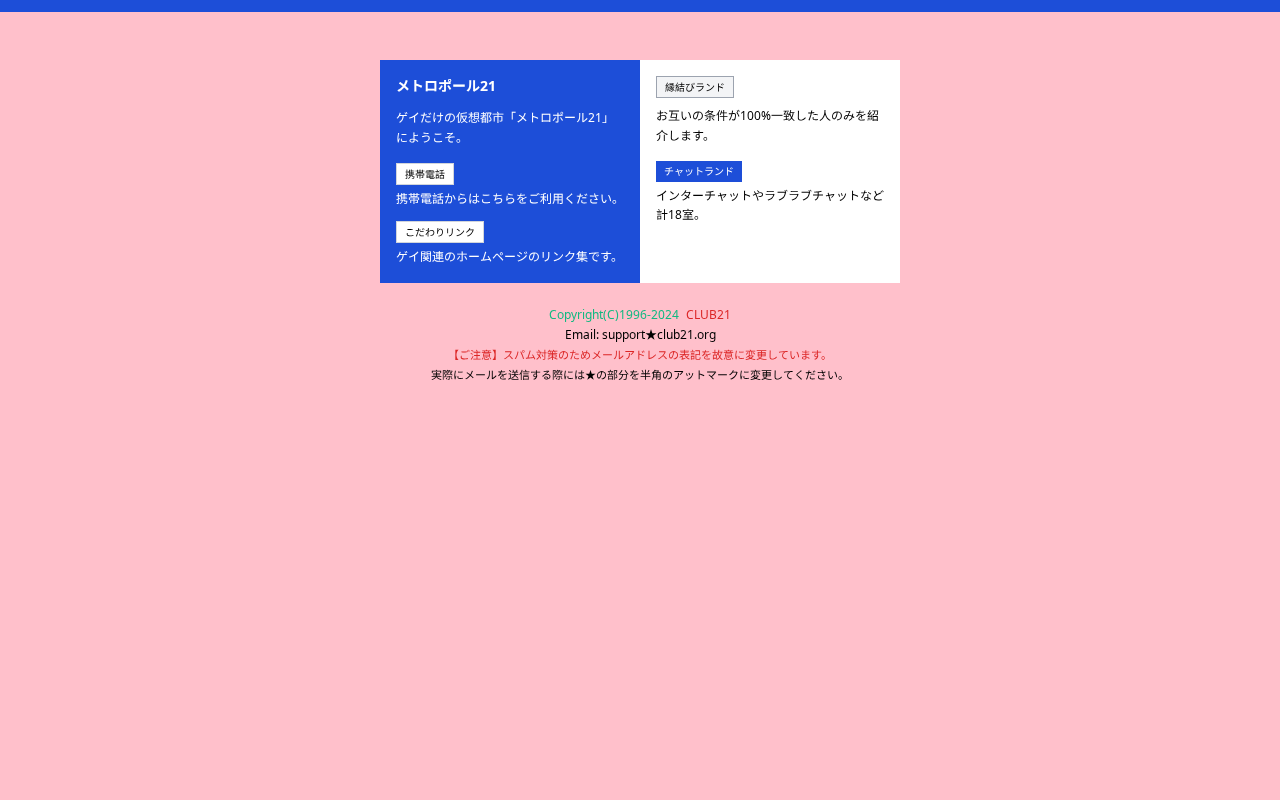 メトロポール21
ゲイだけの仮想都市「メトロポール21」
にようこそ。
携帯電話
携帯電話からはこちらをご利用ください。
こだわりリンク
ゲイ関連のホームページのリンク集です。
縁結びランド
お互いの条件が100%一致した人のみを紹
介します。
チャットランド
インターチャットやラブラブチャットなど
計18室。
Copyright(C)1996-2024 CLUB21
Email: support★club21.org
【ご注意】スパム対策のためメールアドレスの表記を故意に変更しています。
実際にメールを送信する際には★の部分を半角のアットマークに変更してください。